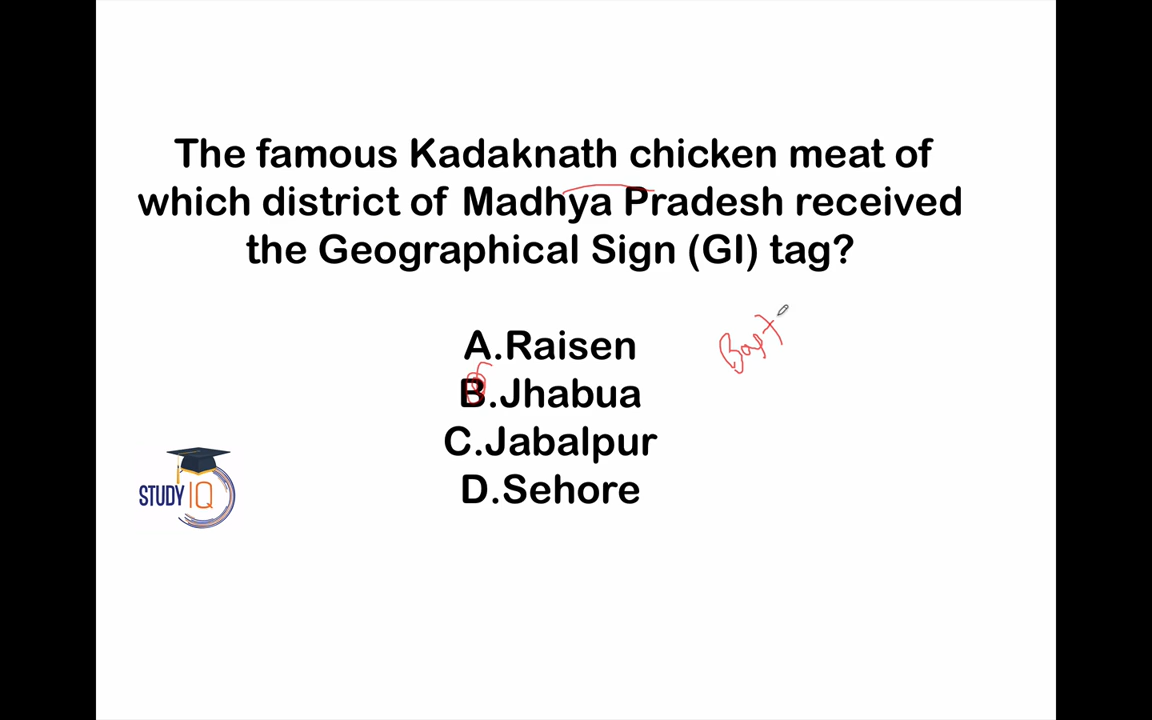 The famous Kadaknath chicken meat of
which district of Madhya Pradesh received
the Geographical Sign (GI) tag?
A.Raisen
B.Jhabua
C.Jabalpur
D.Sehore
STUDY IQ